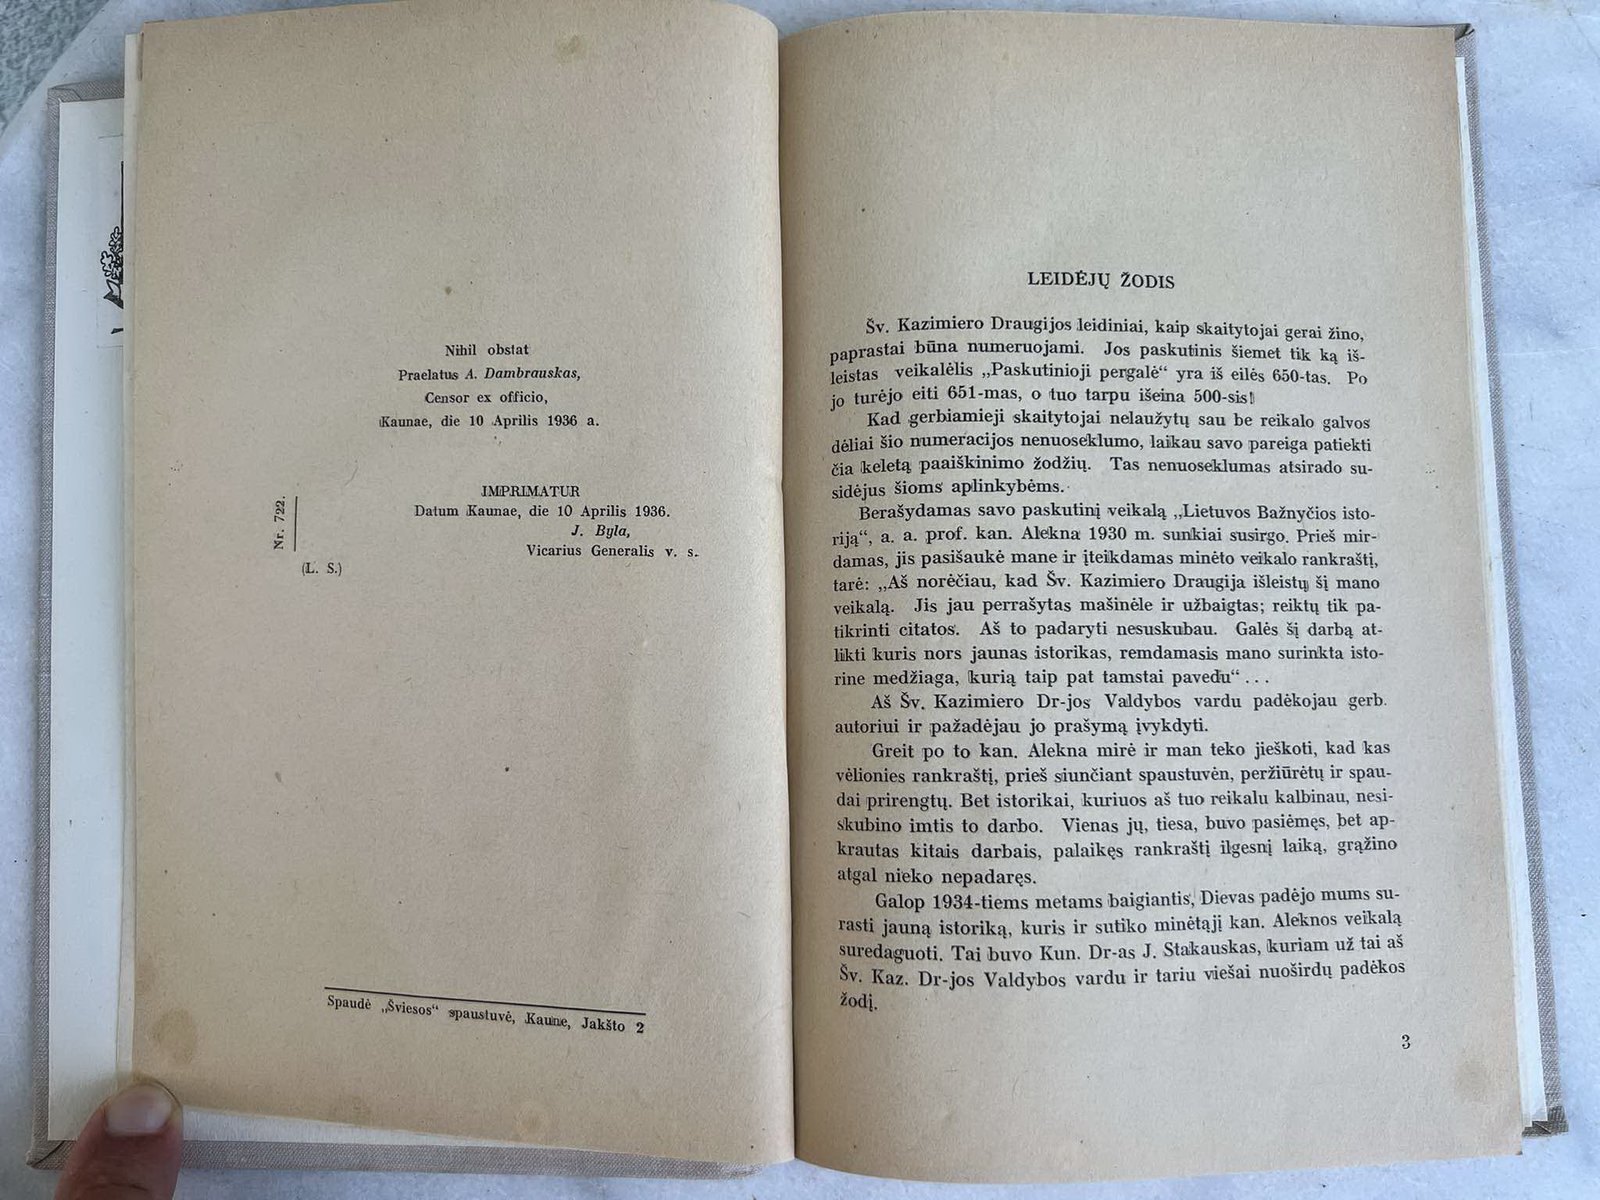 Nihil obstat
Praelatus A. Dambrauskas,
Censor ex officio,
Kaunae, die 10 Aprilis 1936 a.
IMPRIMATUR
Datum Kaunae, die 10 Aprilis 1936.
J. Byla,
Vicarius Generalis v. s.
Nr. 722.
(L. S.)
Spaudė „Šviesos“ spaustuvė, Kaune, Jakšto 2
LEIDĖJŲ ŽODIS
Šv. Kazimiero Draugijos leidiniai, kaip skaitytojai gerai žino,
paprastai būna numeruojami. Jos paskutinis šiemet tik ką iš-
leistas veikalėlis „Paskutinioji pergalė“ yra iš eilės 650-tas. Po
jo turėjo eiti 651-mas, o tuo tarpu išeina 500-sis!
Kad gerbiamieji skaitytojai nelaužytų sau be reikalo galvos
dėliai šio numeracijos nenuoseklumo, laikau savo pareiga patiekti
čia keletą paaiškinimo žodžių. Tas nenuoseklumas atsirado su-
sidėjus šioms aplinkybėms.
Berašydamas savo paskutinį veikalą „Lietuvos Bažnyčios isto-
riją“, a. a. prof. kan. Alekna 1930 m. sunkiai susirgo. Prieš mir-
damas, jis pasišaukė mane ir įteikdamas minėto veikalo rankraštį,
tarė: „Aš norėčiau, kad Šv. Kazimiero Draugija išleistų šį mano
veikalą. Jis jau perrašytas mašinėle ir užbaigtas; reiktų tik pa-
tikrinti citatos. Aš to padaryti nesuskubau. Galės šį darbą at-
likti kuris nors jaunas istorikas, remdamasis mano surinkta isto-
rine medžiaga, kurią taip pat tamstai pavedu“ . . .
Aš Šv. Kazimiero Dr-jos Valdybos vardu padėkojau gerb.
autoriui ir pažadėjau jo prašymą įvykdyti.
Greit po to kan. Alekna mirė ir man teko jieškoti, kad kas
vėlionies rankraštį, prieš siunčiant spaustuvėn, peržiūrėtų ir spau-
dai prirengtų. Bet istorikai, kuriuos aš tuo reikalu kalbinau, nesi-
skubino imtis to darbo. Vienas jų, tiesa, buvo pasiėmęs, bet ap-
krautas kitais darbais, palaikęs rankraštį ilgesnį laiką, grąžino
atgal nieko nepadaręs.
Galop 1934-tiems metams baigiantis, Dievas padėjo mums su-
rasti jauną istoriką, kuris ir sutiko minėtąjį kan. Aleknos veikalą
suredaguoti. Tai buvo Kun. Dr-as J. Stakauskas, kuriam už tai aš
Šv. Kaz. Dr-jos Valdybos vardu ir tariu viešai nuoširdų padėkos
žodį.
3